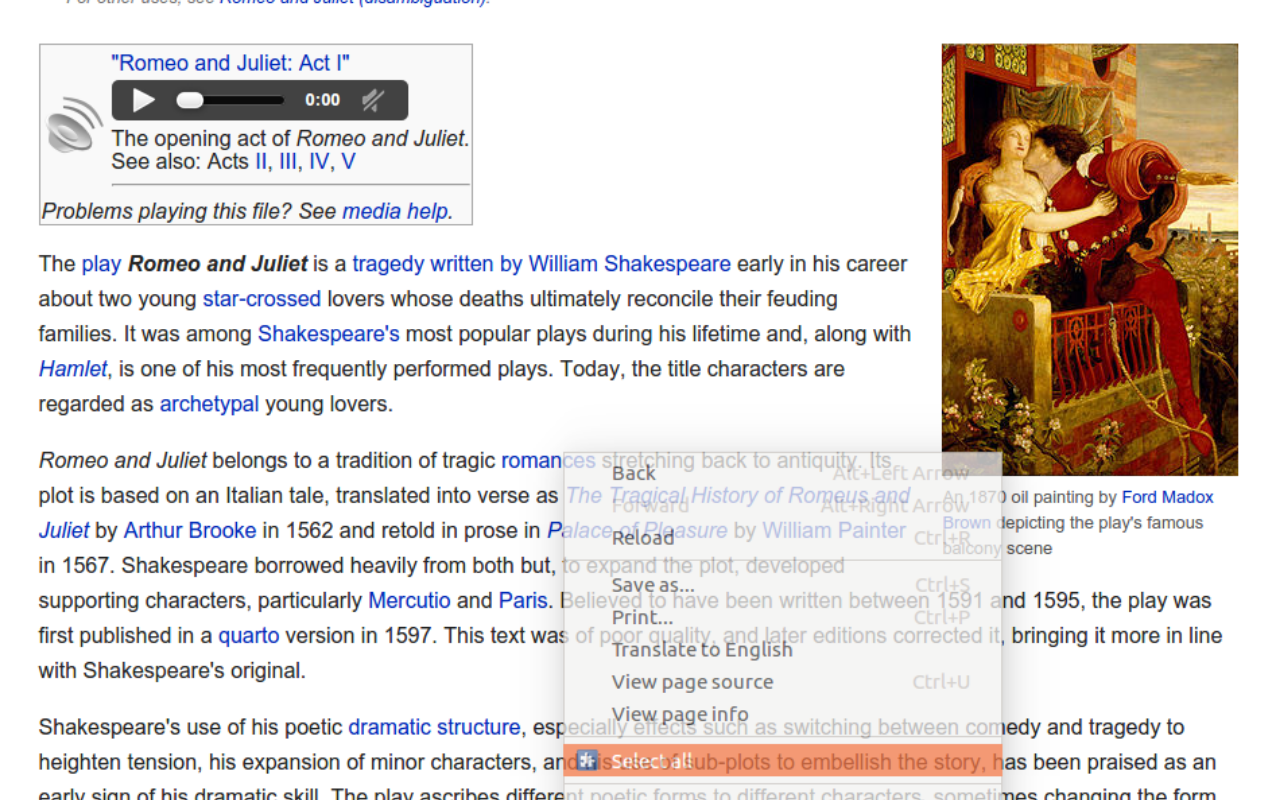 For other uses, see Romeo and Juliet (disambiguation).
"Romeo and Juliet: Act I"
0:00
The opening act of Romeo and Juliet.
See also: Acts II, III, IV, V
Problems playing this file? See media help.
The play Romeo and Juliet is a tragedy written by William Shakespeare early in his career
about two young star-crossed lovers whose deaths ultimately reconcile their feuding
families. It was among Shakespeare's most popular plays during his lifetime and, along with
Hamlet, is one of his most frequently performed plays. Today, the title characters are
regarded as archetypal young lovers.
An 1870 oil painting by Ford Madox
Brown depicting the play's famous
balcony scene
Romeo and Juliet belongs to a tradition of tragic romances stretching back to antiquity. Its
plot is based on an Italian tale, translated into verse as The Tragical History of Romeus and
Juliet by Arthur Brooke in 1562 and retold in prose in Palace of Pleasure by William Painter
in 1567. Shakespeare borrowed heavily from both but, to expand the plot, developed
supporting characters, particularly Mercutio and Paris. Believed to have been written between 1591 and 1595, the play was
first published in a quarto version in 1597. This text was of poor quality, and later editions corrected it, bringing it more in line
with Shakespeare's original.
Shakespeare's use of his poetic dramatic structure, especially effects such as switching between comedy and tragedy to
heighten tension, his expansion of minor characters, and his use of sub-plots to embellish the story, has been praised as an
early sign of his dramatic skill. The play ascribes different poetic forms to different characters, sometimes changing the form
Back Alt+Left Arrow
Forward Alt+Right Arrow
Reload Ctrl+R
Save as... Ctrl+S
Print... Ctrl+P
Translate to English
View page source Ctrl+U
View page info
Select all